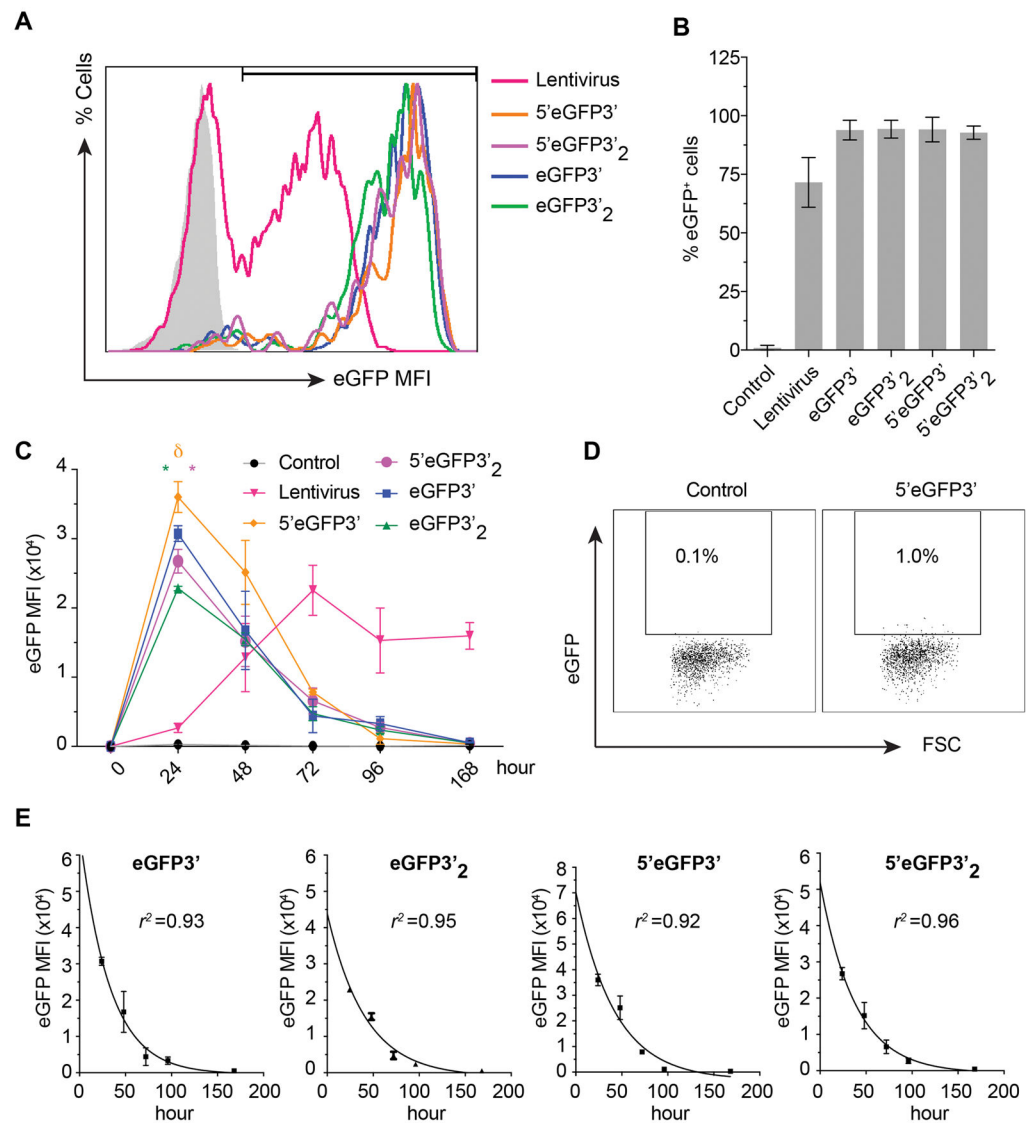 A
% Cells
eGFP MFI
Lentivirus
5'eGFP3'
5'eGFP3'2
eGFP3'
eGFP3'2
B
% eGFP+ cells
125
100
75
50
25
0
Control
Lentivirus
eGFP3'
eGFP3'2
5'eGFP3'
5'eGFP3'2
C
eGFP MFI (x10⁴)
4
3
2
1
0
δ
* *
Control
Lentivirus
5'eGFP3'
5'eGFP3'2
eGFP3'
eGFP3'2
0 24 48 72 96 168 hour
D
Control
5'eGFP3'
0.1%
1.0%
eGFP
FSC
E
eGFP3'
r²=0.93
eGFP MFI (x10⁴)
6
5
4
3
2
1
0
0 50 100 150 200
hour
eGFP3'2
r²=0.95
eGFP MFI (x10⁴)
6
5
4
3
2
1
0
0 50 100 150 200
hour
5'eGFP3'
r²=0.92
eGFP MFI (x10⁴)
8
7
6
5
4
3
2
1
0
0 50 100 150 200
hour
5'eGFP3'2
r²=0.96
eGFP MFI (x10⁴)
6
5
4
3
2
1
0
0 50 100 150 200
hour